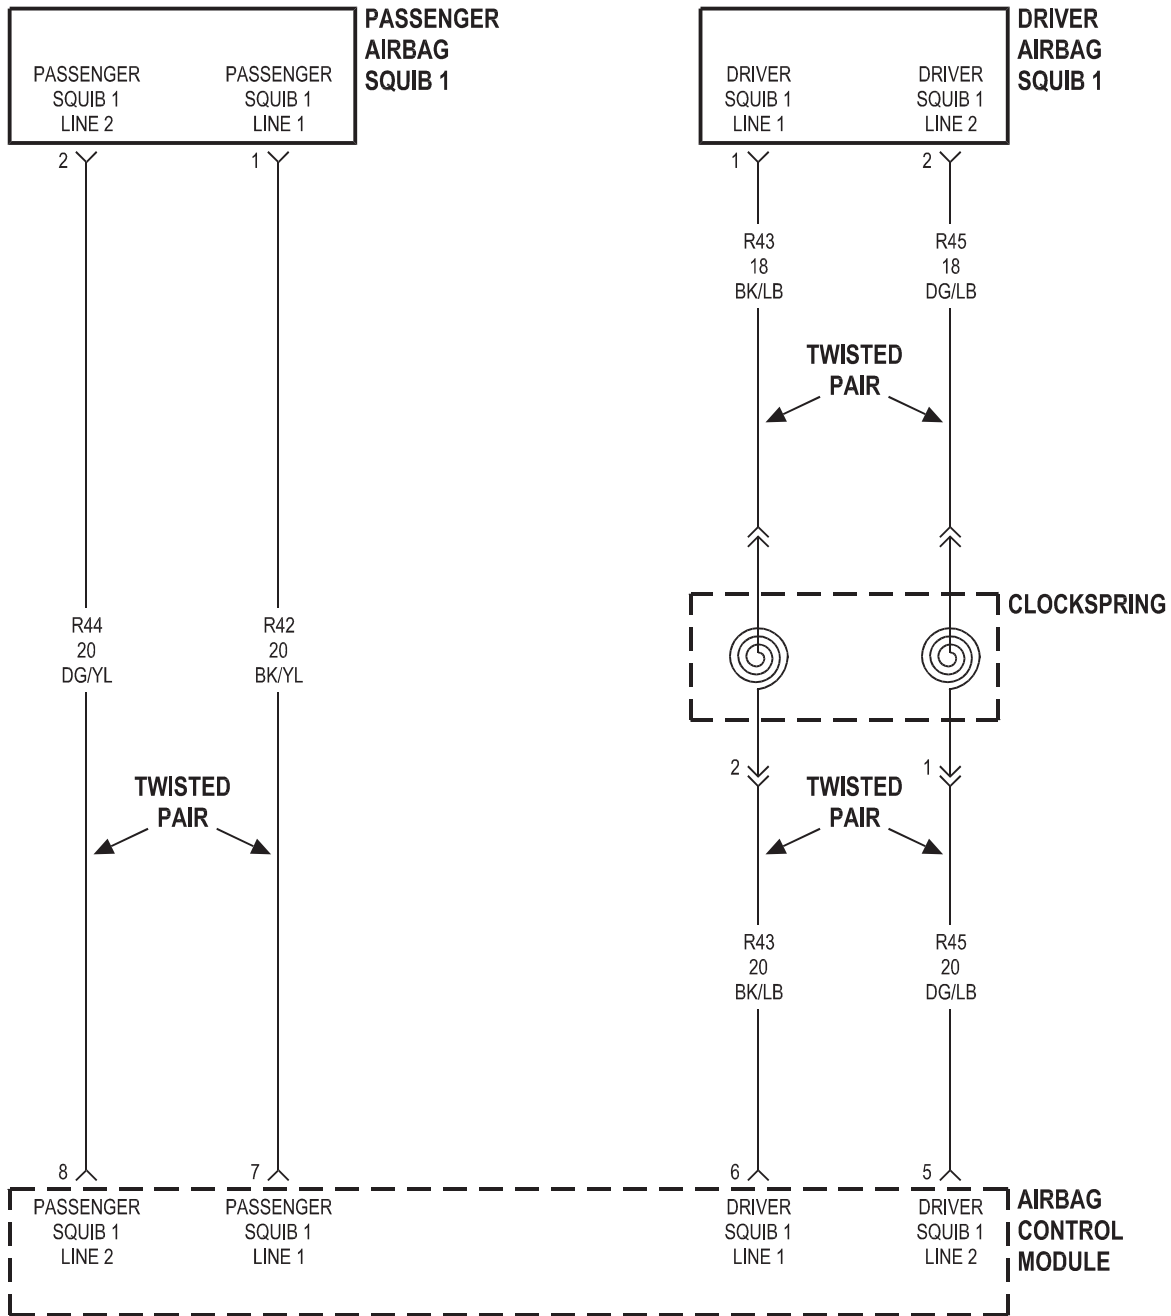 PASSENGER
AIRBAG
SQUIB 1
PASSENGER
SQUIB 1
LINE 2
PASSENGER
SQUIB 1
LINE 1
2
1
DRIVER
AIRBAG
SQUIB 1
DRIVER
SQUIB 1
LINE 1
DRIVER
SQUIB 1
LINE 2
1
2
R43
18
BK/LB
R45
18
DG/LB
TWISTED
PAIR
CLOCKSPRING
R44
20
DG/YL
R42
20
BK/YL
2
1
TWISTED
PAIR
TWISTED
PAIR
R43
20
BK/LB
R45
20
DG/LB
8
7
6
5
PASSENGER
SQUIB 1
LINE 2
PASSENGER
SQUIB 1
LINE 1
DRIVER
SQUIB 1
LINE 1
DRIVER
SQUIB 1
LINE 2
AIRBAG
CONTROL
MODULE